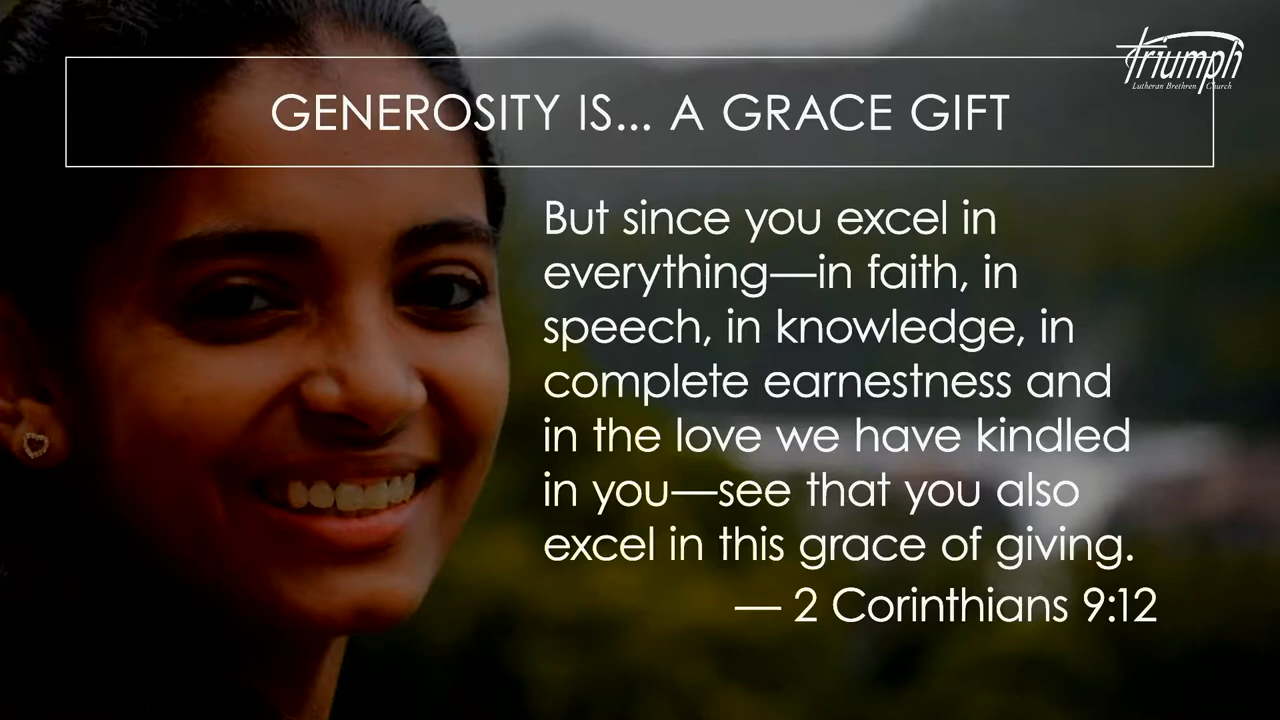 triumph
Lutheran Brethren Church
GENEROSITY IS... A GRACE GIFT
But since you excel in
everything—in faith, in
speech, in knowledge, in
complete earnestness and
in the love we have kindled
in you—see that you also
excel in this grace of giving.
— 2 Corinthians 9:12